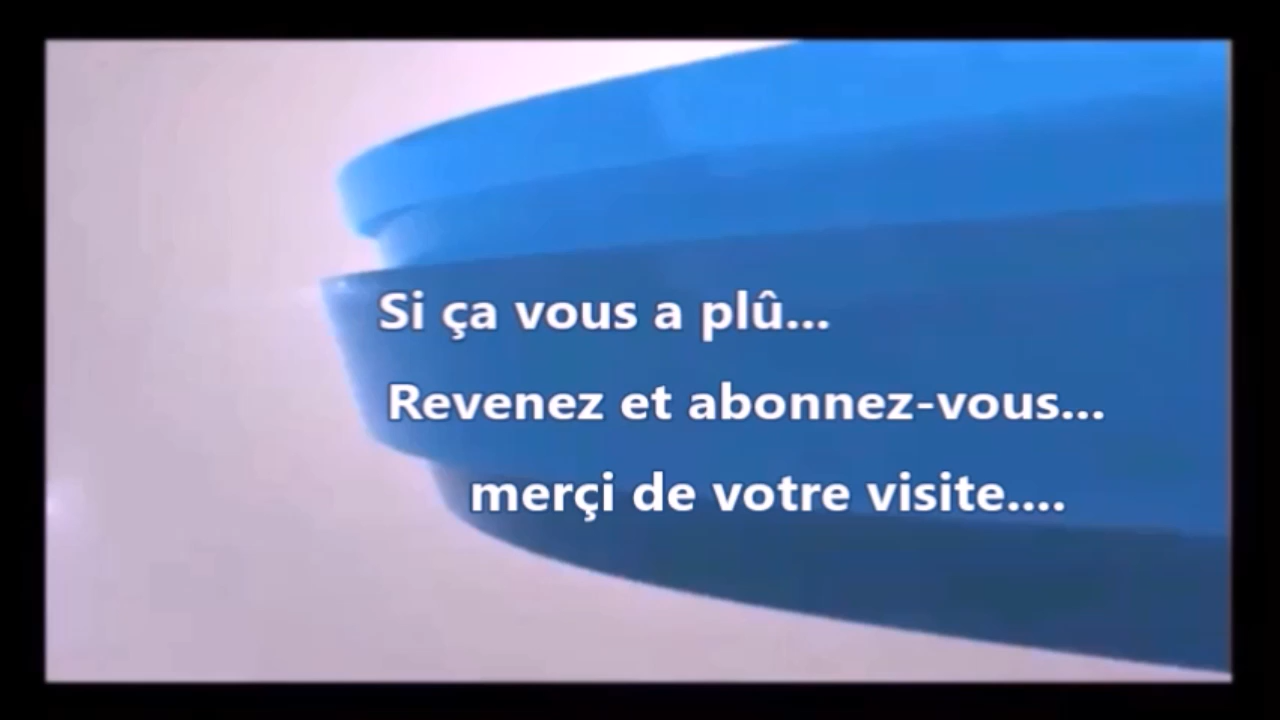 Si ça vous a plû...
Revenez et abonnez-vous...
merçi de votre visite....